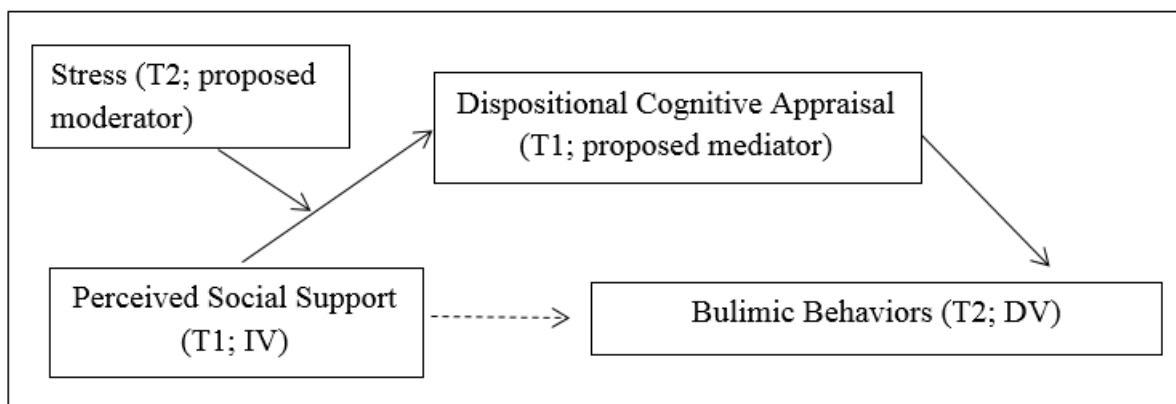 Stress (T2; proposed
moderator)
Dispositional Cognitive Appraisal
(T1; proposed mediator)
Perceived Social Support
(T1; IV)
Bulimic Behaviors (T2; DV)